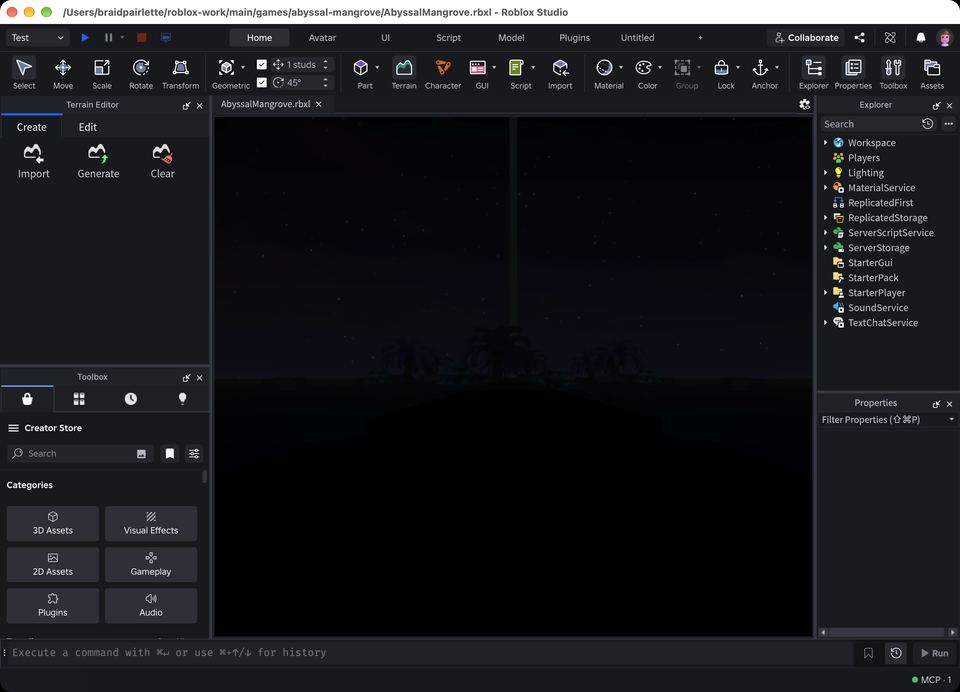 /Users/braidpairlette/roblox-work/main/games/abyssal-mangrove/AbyssalMangrove.rbxl - Roblox Studio
Test Home Avatar UI Script Model Plugins Untitled + Collaborate
1 studs
45°
Select Move Scale Rotate Transform Geometric Part Terrain Character GUI Script Import Material Color Group Lock Anchor Explorer Properties Toolbox Assets
Terrain Editor
AbyssalMangrove.rbxl
Explorer
Create Edit
Search
Import Generate Clear
Workspace
Players
Lighting
MaterialService
ReplicatedFirst
ReplicatedStorage
ServerScriptService
ServerStorage
StarterGui
StarterPack
StarterPlayer
SoundService
TextChatService
Toolbox
Creator Store
Search
Categories
3D Assets Visual Effects
2D Assets Gameplay
Plugins Audio
Properties
Filter Properties (⇧⌘P)
Execute a command with ⌘↵ or use ⌘+↑/↓ for history
Run
MCP · 1